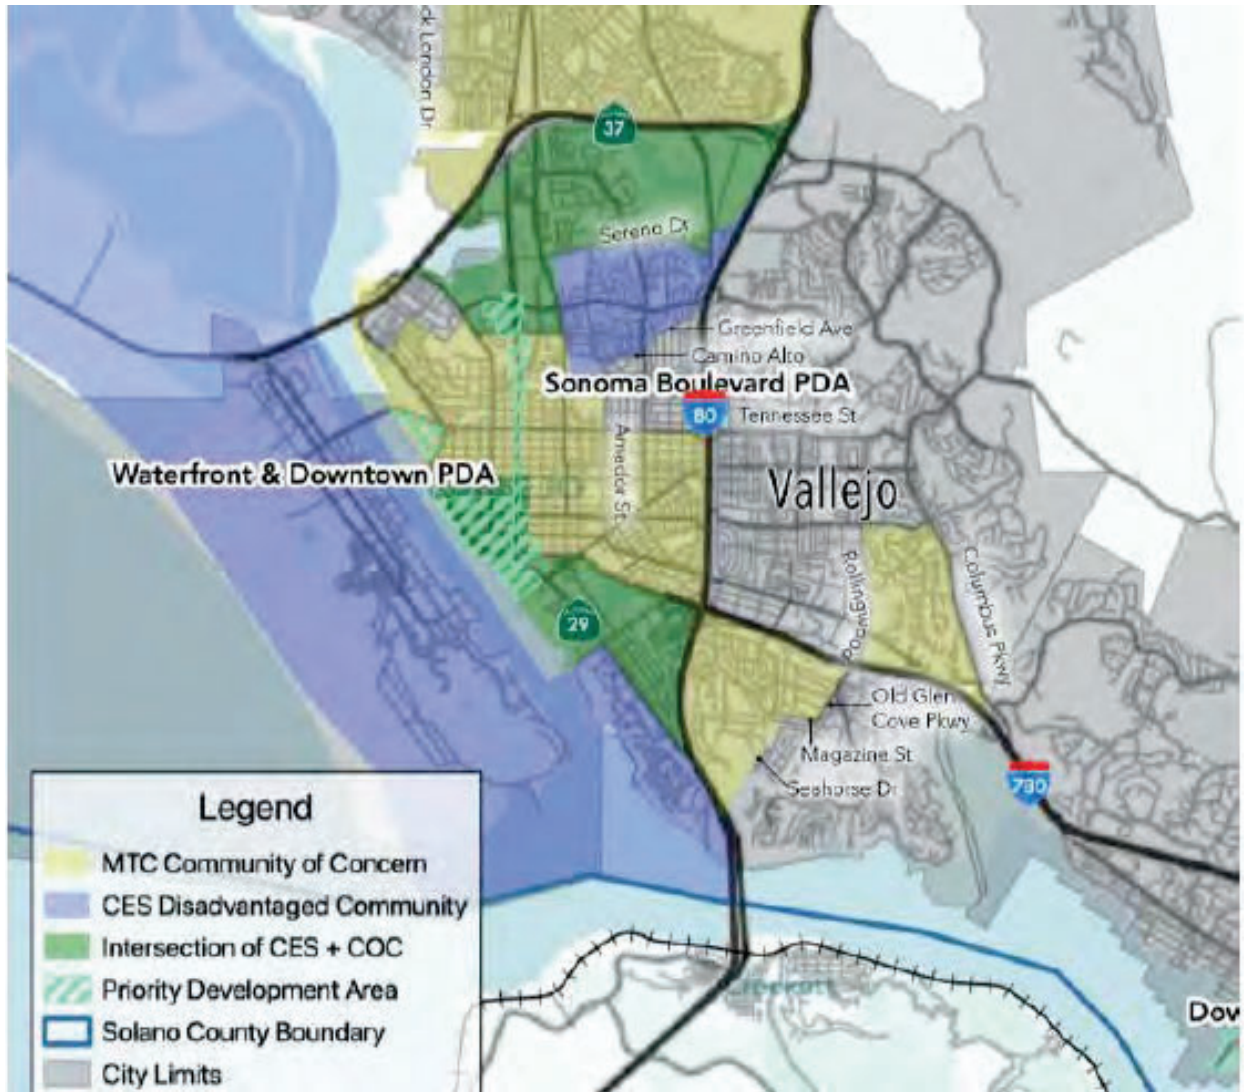 ck London Dr
37
Sereno Dr
Greenfield Ave
Camino Alto
Sonoma Boulevard PDA
80
Tennessee St
Amador St
Waterfront & Downtown PDA
Vallejo
Rollingwood
Columbus Pkwy
29
Old Glen
Cove Pkwy
Magazine St
Seahorse Dr
780
Legend
MTC Community of Concern
CES Disadvantaged Community
Intersection of CES + COC
Priority Development Area
Solano County Boundary
City Limits
Crockett
Dow